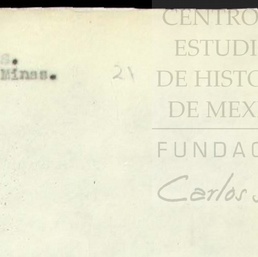 CENTRO
ESTUDI
DE HISTO
DE MEX
FUNDAC
Carlos
S.
Minas.
21